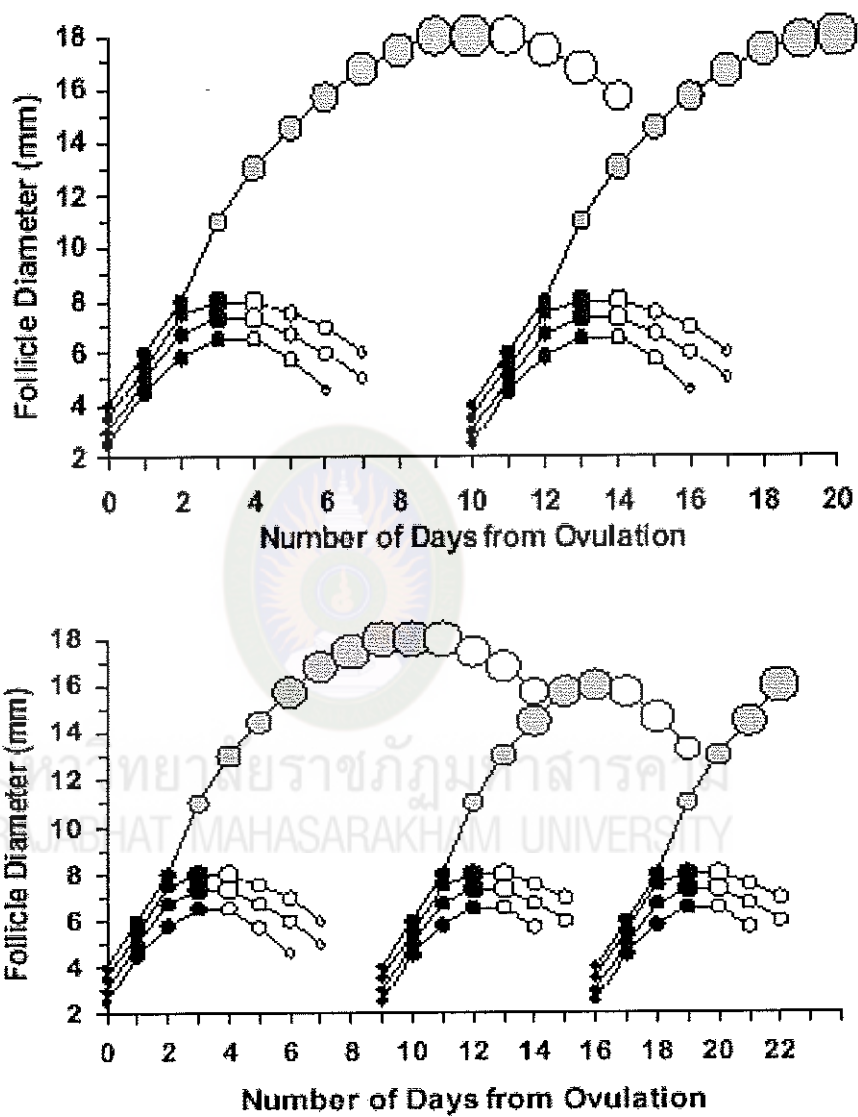 Follicle Diameter (mm)
18
16
14
12
10
8
6
4
2
0 2 4 6 8 10 12 14 16 18 20
Number of Days from Ovulation
Follicle Diameter (mm)
18
16
14
12
10
8
6
4
2
มหาวิทยาลัยราชภัฏมหาสารคาม
RAJABHAT MAHASARAKHAM UNIVERSITY
0 2 4 6 8 10 12 14 16 18 20 22
Number of Days from Ovulation